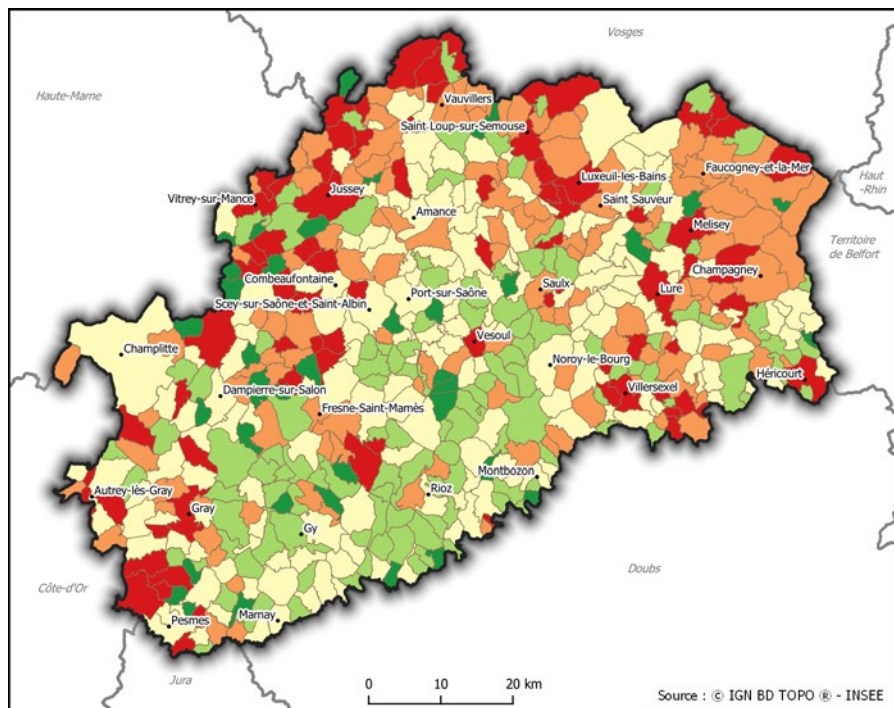 Vosges
Haute-Marne
Vauvillers
Saint Loup-sur-Semouse
Faucogney-et-la-Mer
Haut
-Rhin
Luxeuil-les-Bains
Vitrey-sur-Mance
Jussey
Saint Sauveur
Amance
Melisey
Territoire
de Belfort
Champagney
Combeaufontaine
Saulx
Lure
Port-sur-Saône
Scey-sur-Saône-et-Saint-Albin
Vesoul
Champlitte
Noroy-le-Bourg
Héricourt
Dampierre-sur-Salon
Villersexel
Fresne-Saint-Mamès
Montbozon
Autrey-lès-Gray
Rioz
Gray
Gy
Doubs
Côte-d'Or
Pesmes
Marnay
Jura
0 10 20 km
Source : © IGN BD TOPO ® - INSEE